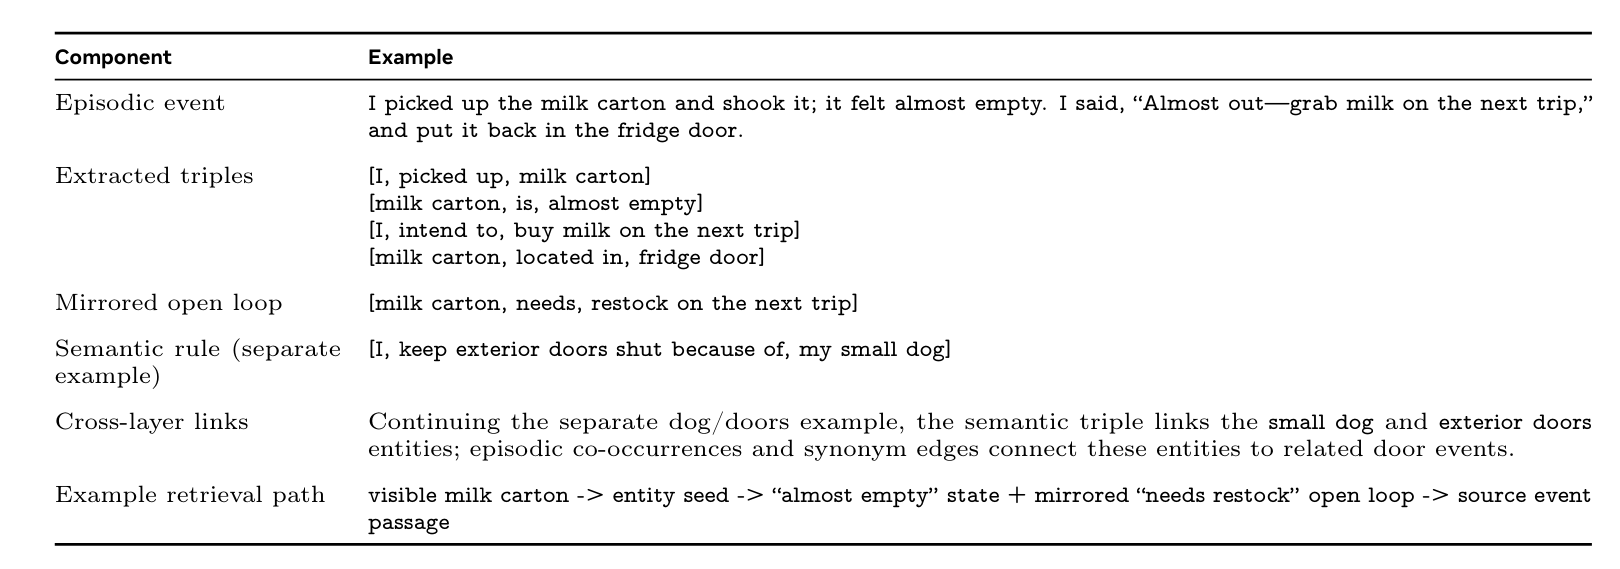 Component Example
Episodic event I picked up the milk carton and shook it; it felt almost empty. I said, “Almost out—grab milk on the next trip,”
and put it back in the fridge door.
Extracted triples [I, picked up, milk carton]
[milk carton, is, almost empty]
[I, intend to, buy milk on the next trip]
[milk carton, located in, fridge door]
Mirrored open loop [milk carton, needs, restock on the next trip]
Semantic rule (separate [I, keep exterior doors shut because of, my small dog]
example)
Cross-layer links Continuing the separate dog/doors example, the semantic triple links the small dog and exterior doors
entities; episodic co-occurrences and synonym edges connect these entities to related door events.
Example retrieval path visible milk carton -> entity seed -> “almost empty” state + mirrored “needs restock” open loop -> source event
passage